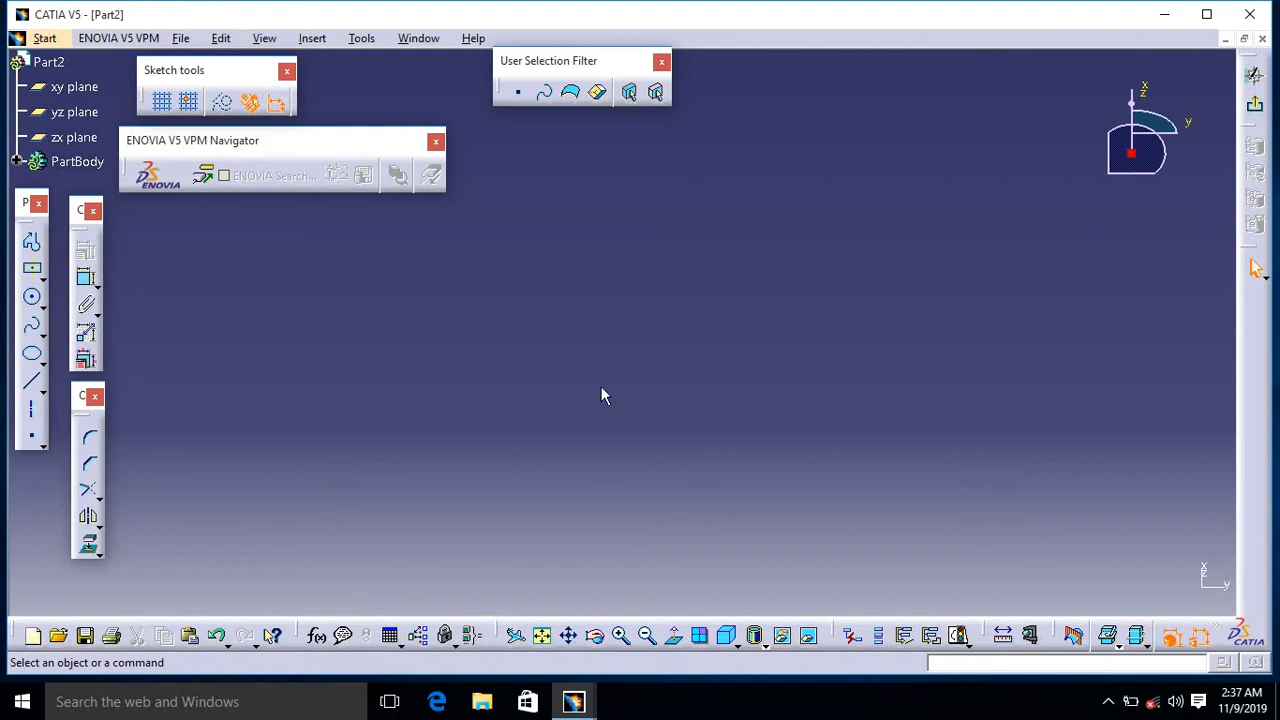 CATIA V5 - [Part2]
Start ENOVIA V5 VPM File Edit View Insert Tools Window Help
Part2
xy plane
yz plane
zx plane
PartBody
Sketch tools
User Selection Filter
ENOVIA V5 VPM Navigator
ENOVIA
ENOVIA Search...
P
C
C
x
z
y
x
z
y
f(x)
CATIA
Select an object or a command
Search the web and Windows
2:37 AM
11/9/2019